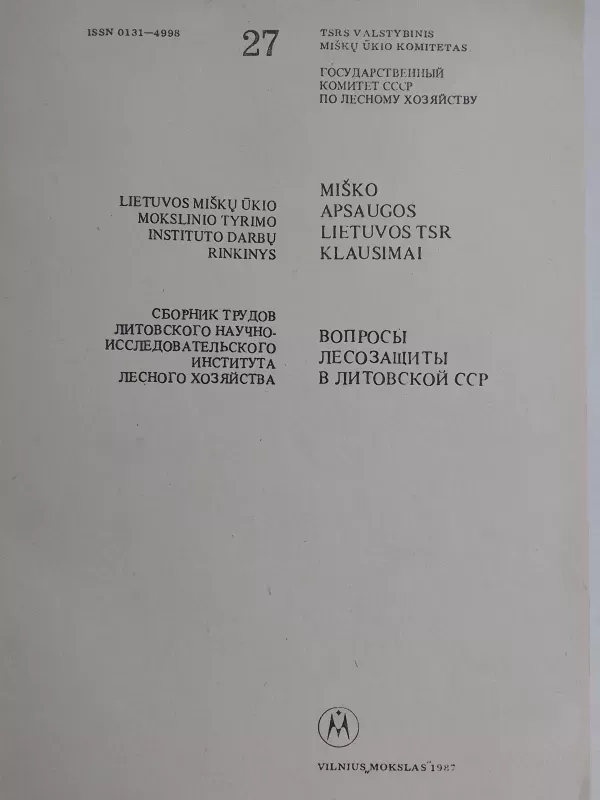 ISSN 0131—4998
27
TSRS VALSTYBINIS
MIŠKŲ ŪKIO KOMITETAS
ГОСУДАРСТВЕННЫЙ
КОМИТЕТ СССР
ПО ЛЕСНОМУ ХОЗЯЙСТВУ
LIETUVOS MIŠKŲ ŪKIO
MOKSLINIO TYRIMO
INSTITUTO DARBŲ
RINKINYS
MIŠKO
APSAUGOS
LIETUVOS TSR
KLAUSIMAI
СБОРНИК ТРУДОВ
ЛИТОВСКОГО НАУЧНО-
ИССЛЕДОВАТЕЛЬСКОГО
ИНСТИТУТА
ЛЕСНОГО ХОЗЯЙСТВА
ВОПРОСЫ
ЛЕСОЗАЩИТЫ
В ЛИТОВСКОЙ ССР
M
VILNIUS „MOKSLAS“ 1987